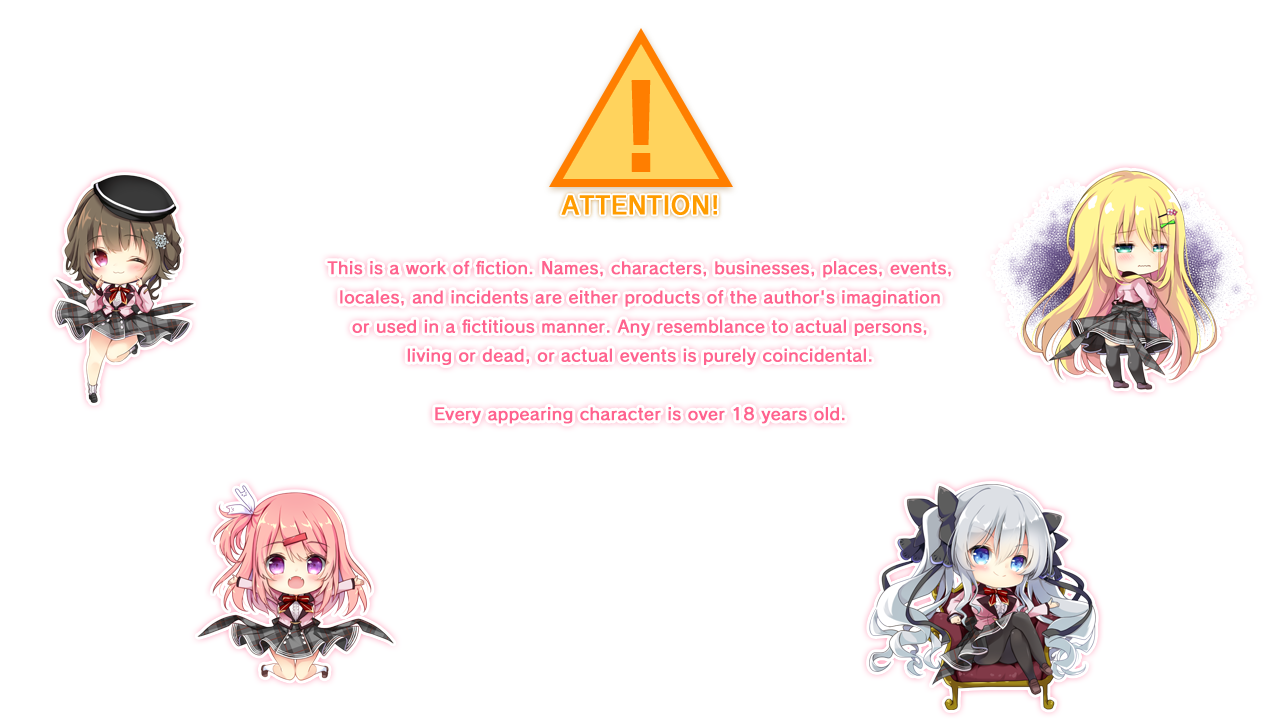 ATTENTION!
This is a work of fiction. Names, characters, businesses, places, events,
locales, and incidents are either products of the author's imagination
or used in a fictitious manner. Any resemblance to actual persons,
living or dead, or actual events is purely coincidental.
Every appearing character is over 18 years old.